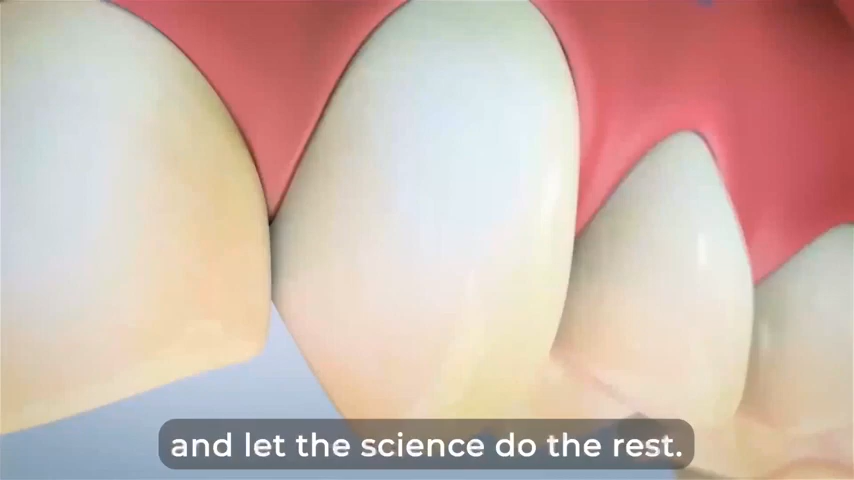 and let the science do the rest.